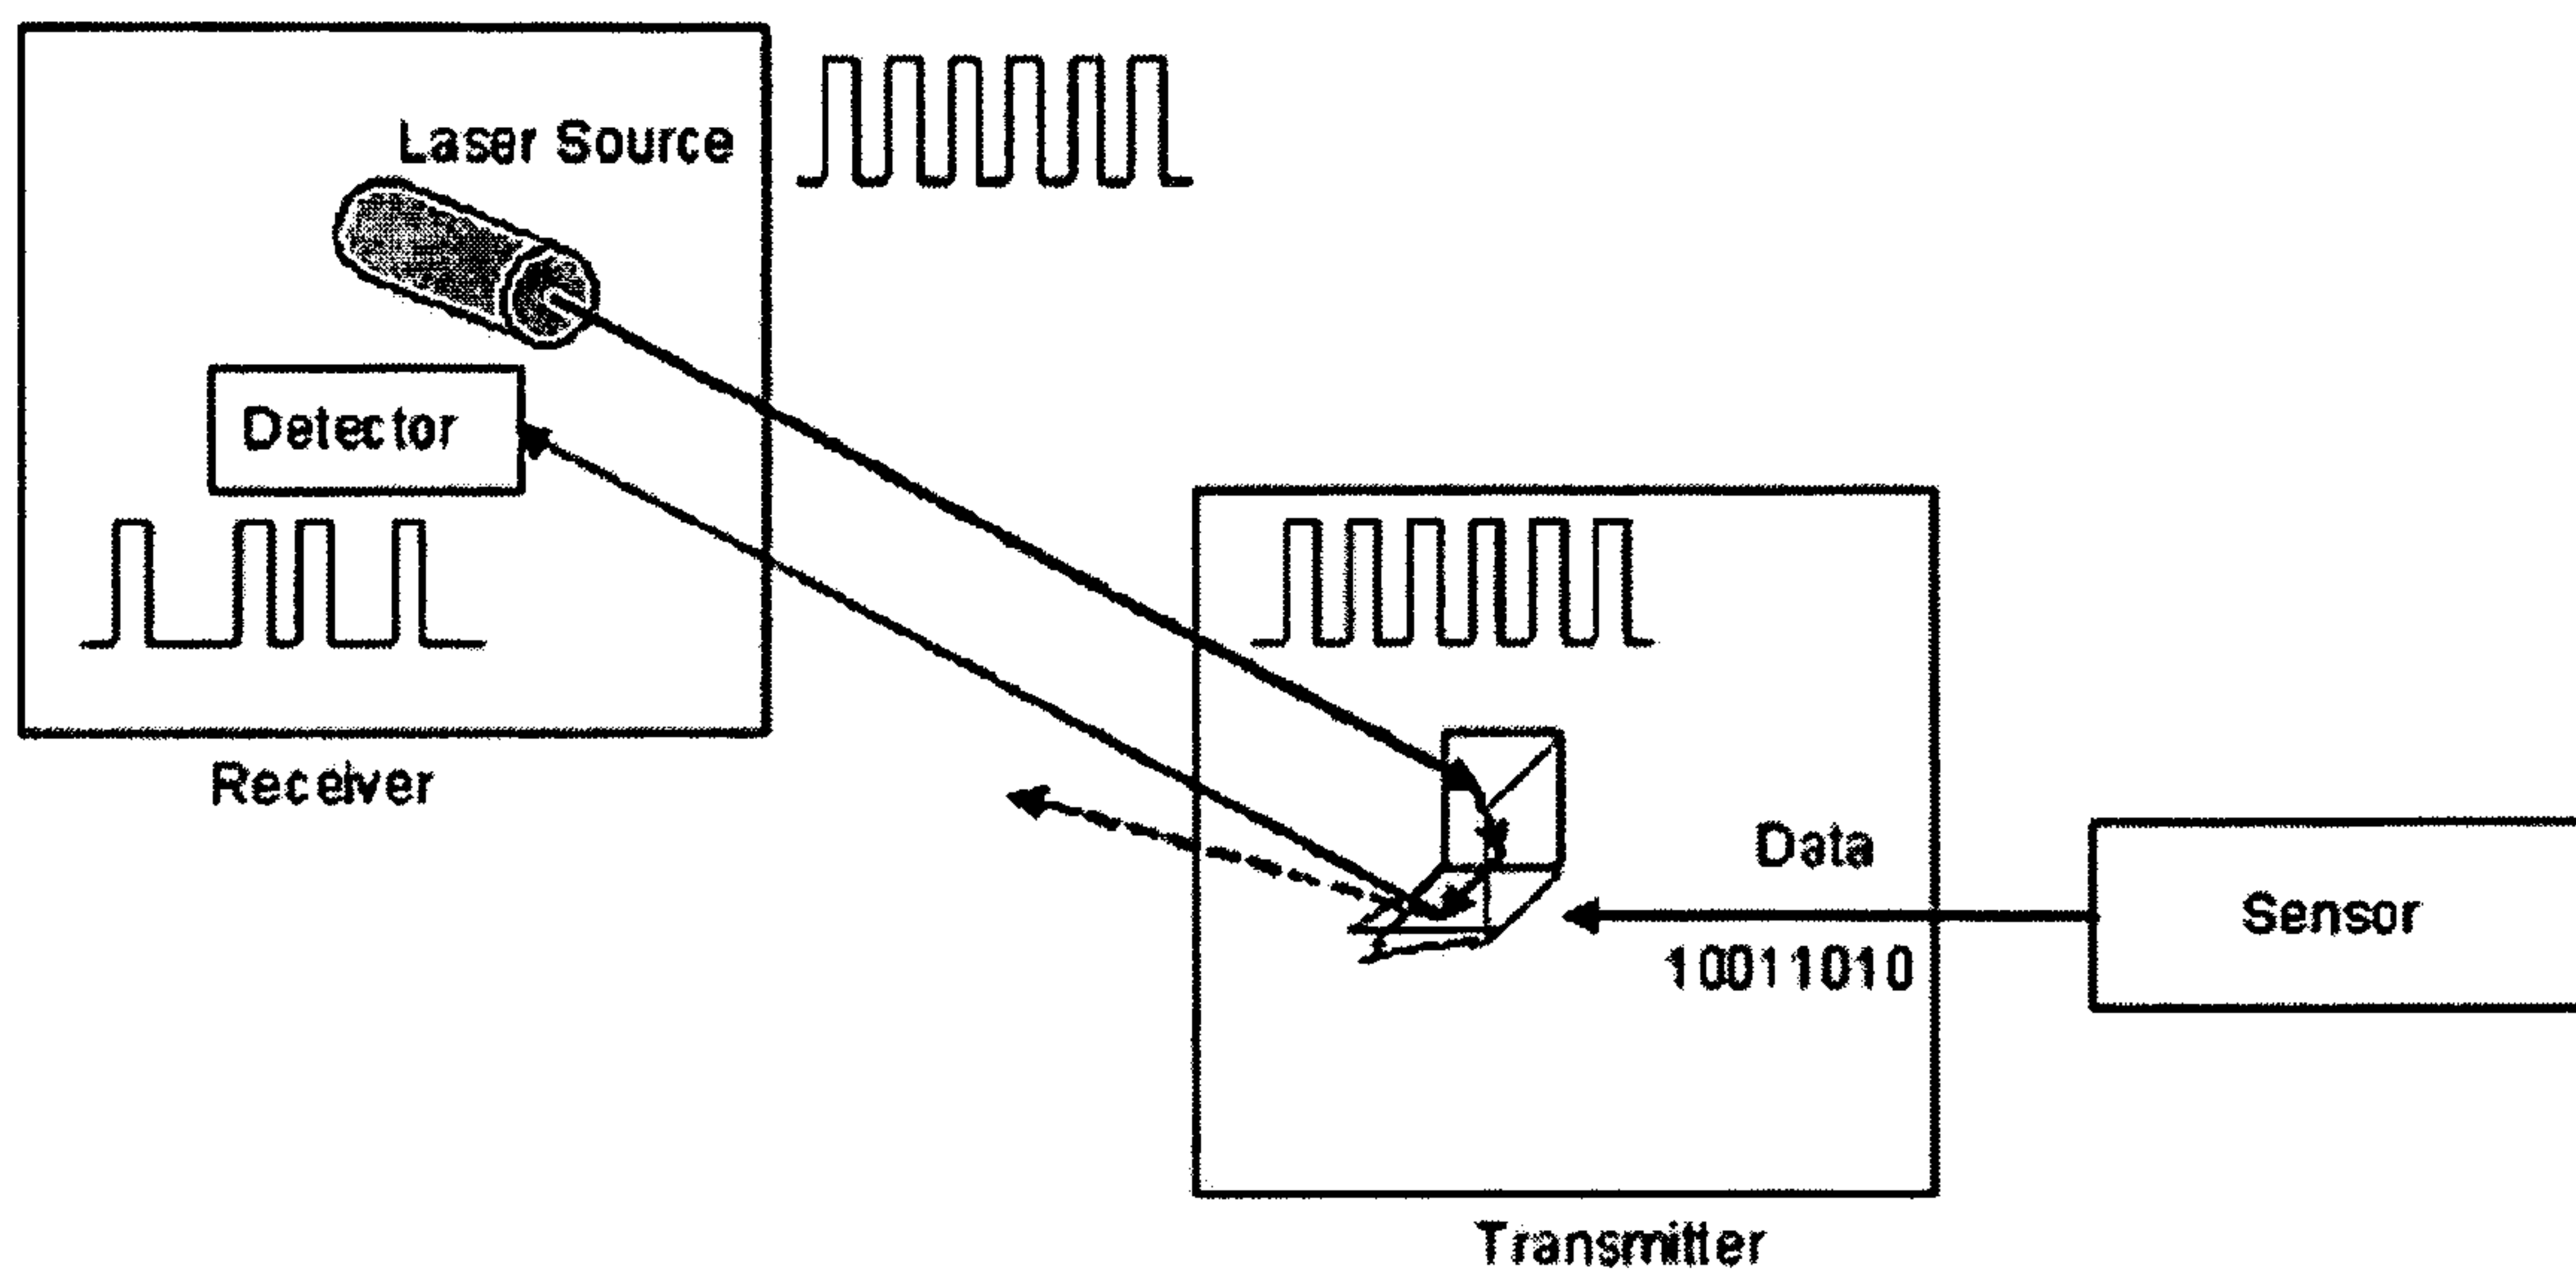 Laser Source
Detector
Receiver
Data
10011010
Sensor
Transmitter